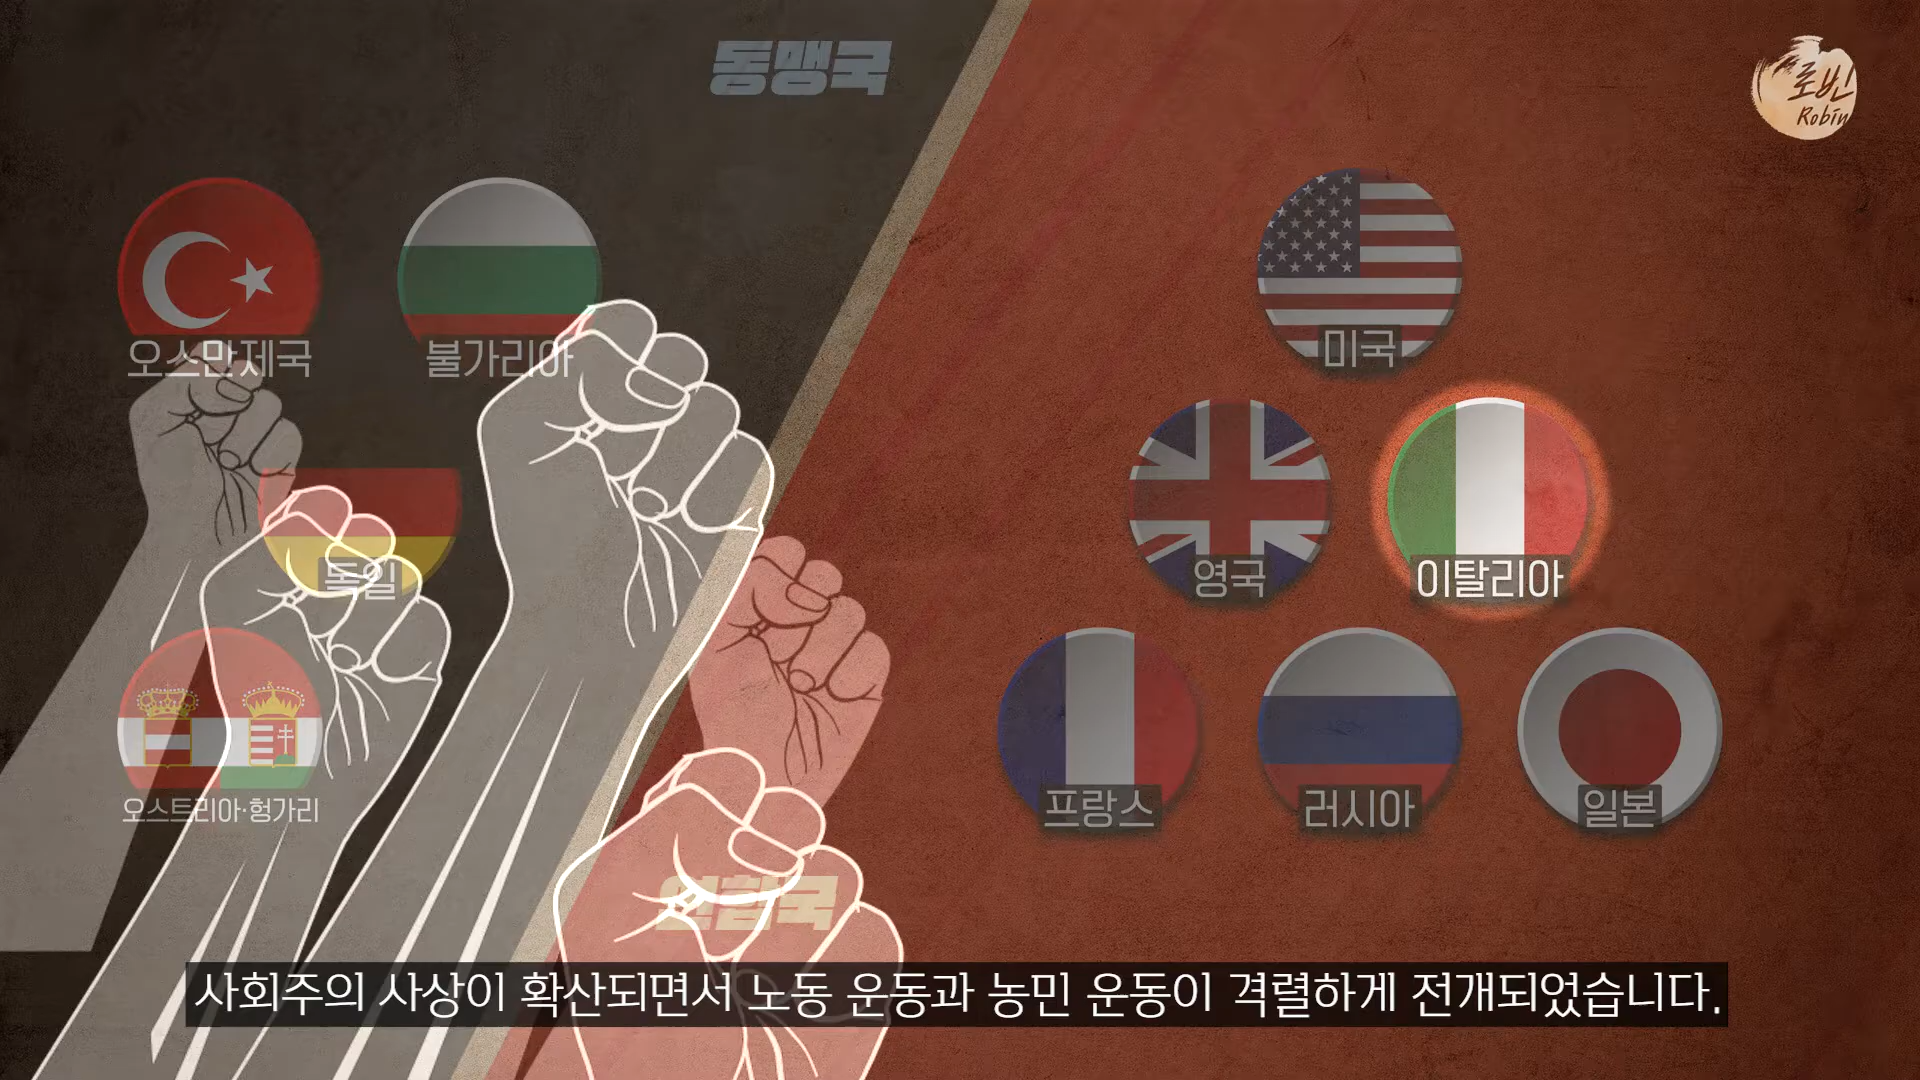 동맹국
로빈
Robin
오스만 제국
불가리아
미국
독일
영국
이탈리아
오스트리아·헝가리
프랑스
러시아
일본
연합국
사회주의 사상이 확산되면서 노동 운동과 농민 운동이 격렬하게 전개되었습니다.